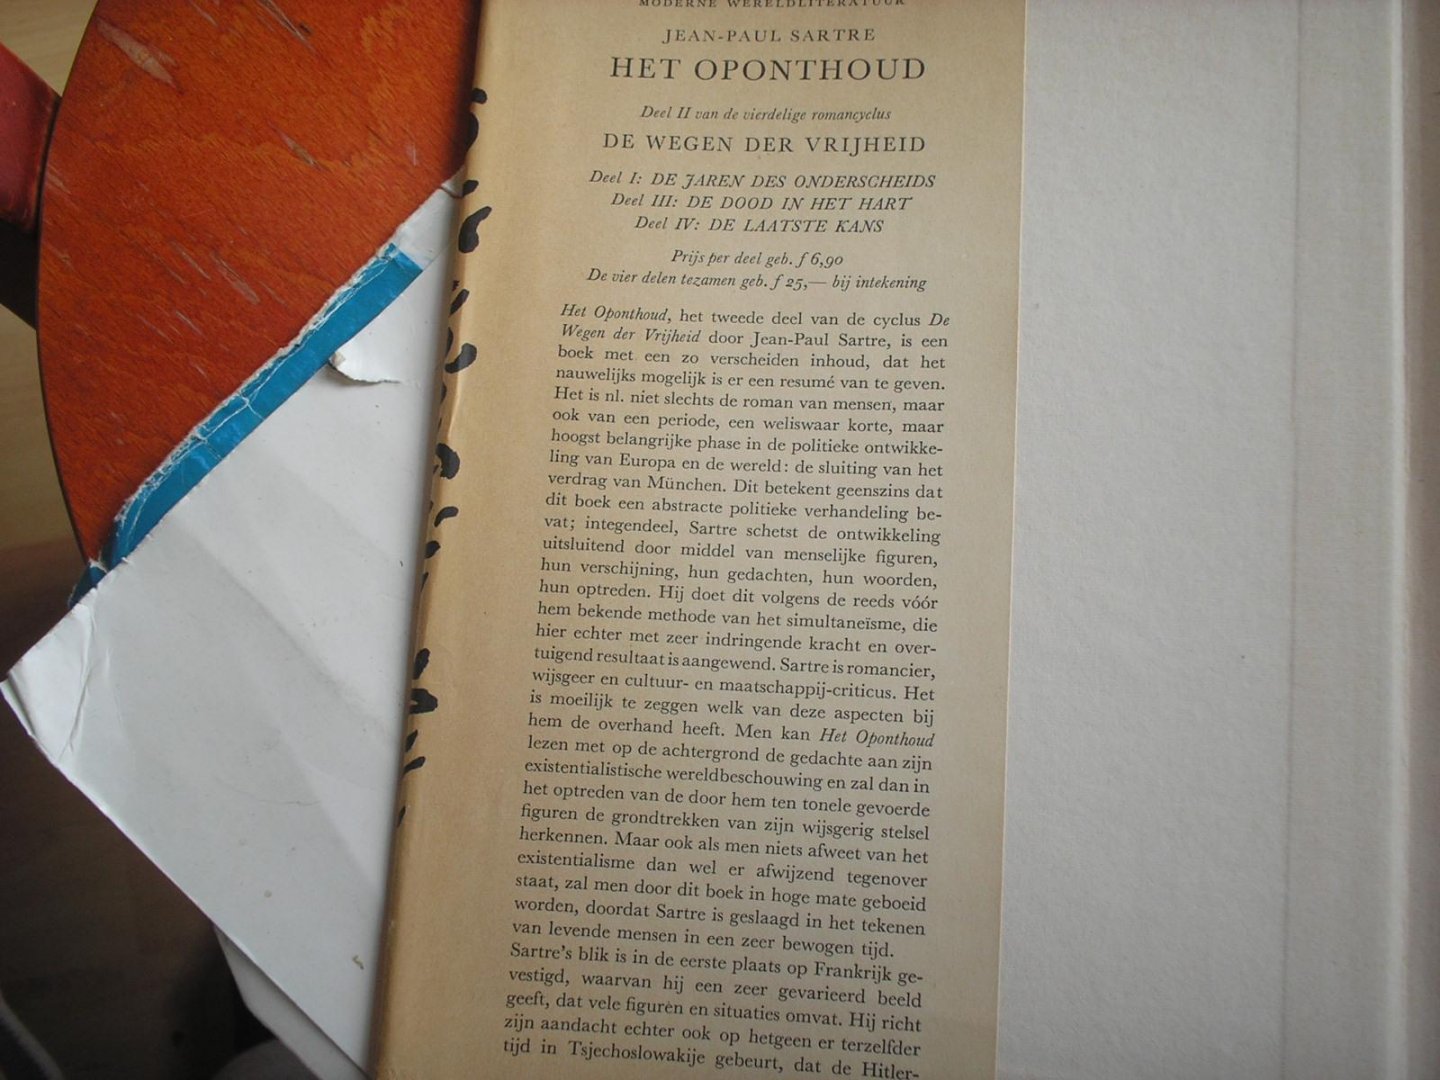 MODERNE WERELDLITERATUUR
JEAN-PAUL SARTRE
HET OPONTHOUD
Deel II van de vierdelige romancyclus
DE WEGEN DER VRIJHEID
Deel I: DE JAREN DES ONDERSCHEIDS
Deel III: DE DOOD IN HET HART
Deel IV: DE LAATSTE KANS
Prijs per deel geb. f 6,90
De vier delen tezamen geb. f 25,— bij intekening
Het Oponthoud, het tweede deel van de cyclus De
Wegen der Vrijheid door Jean-Paul Sartre, is een
boek met een zo verscheiden inhoud, dat het
nauwelijks mogelijk is er een resumé van te geven.
Het is nl. niet slechts de roman van mensen, maar
ook van een periode, een weliswaar korte, maar
hoogst belangrijke phase in de politieke ontwikke-
ling van Europa en de wereld: de sluiting van het
verdrag van München. Dit betekent geenszins dat
dit boek een abstracte politieke verhandeling be-
vat; integendeel, Sartre schetst de ontwikkeling
uitsluitend door middel van menselijke figuren,
hun verschijning, hun gedachten, hun woorden,
hun optreden. Hij doet dit volgens de reeds vóór
hem bekende methode van het simultaneïsme, die
hier echter met zeer indringende kracht en over-
tuigend resultaat is aangewend. Sartre is romancier,
wijsgeer en cultuur- en maatschappij-criticus. Het
is moeilijk te zeggen welk van deze aspecten bij
hem de overhand heeft. Men kan Het Oponthoud
lezen met op de achtergrond de gedachte aan zijn
existentialistische wereldbeschouwing en zal dan in
het optreden van de door hem ten tonele gevoerde
figuren de grondtrekken van zijn wijsgerig stelsel
herkennen. Maar ook als men niets afweet van het
existentialisme dan wel er afwijzend tegenover
staat, zal men door dit boek in hoge mate geboeid
worden, doordat Sartre is geslaagd in het tekenen
van levende mensen in een zeer bewogen tijd.
Sartre's blik is in de eerste plaats op Frankrijk ge-
vestigd, waarvan hij een zeer gevarieerd beeld
geeft, dat vele figuren en situaties omvat. Hij richt
zijn aandacht echter ook op hetgeen er terzelfder
tijd in Tsjechoslowakije gebeurt, dat de Hitler-